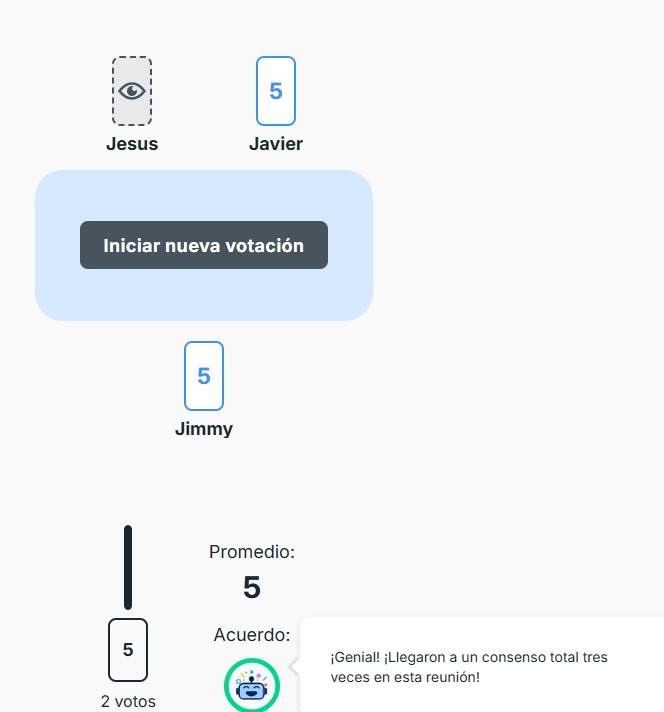 5
Jesus
Javier
Iniciar nueva votación
5
Jimmy
Promedio:
5
Acuerdo:
5
2 votos
¡Genial! ¡Llegaron a un consenso total tres
veces en esta reunión!